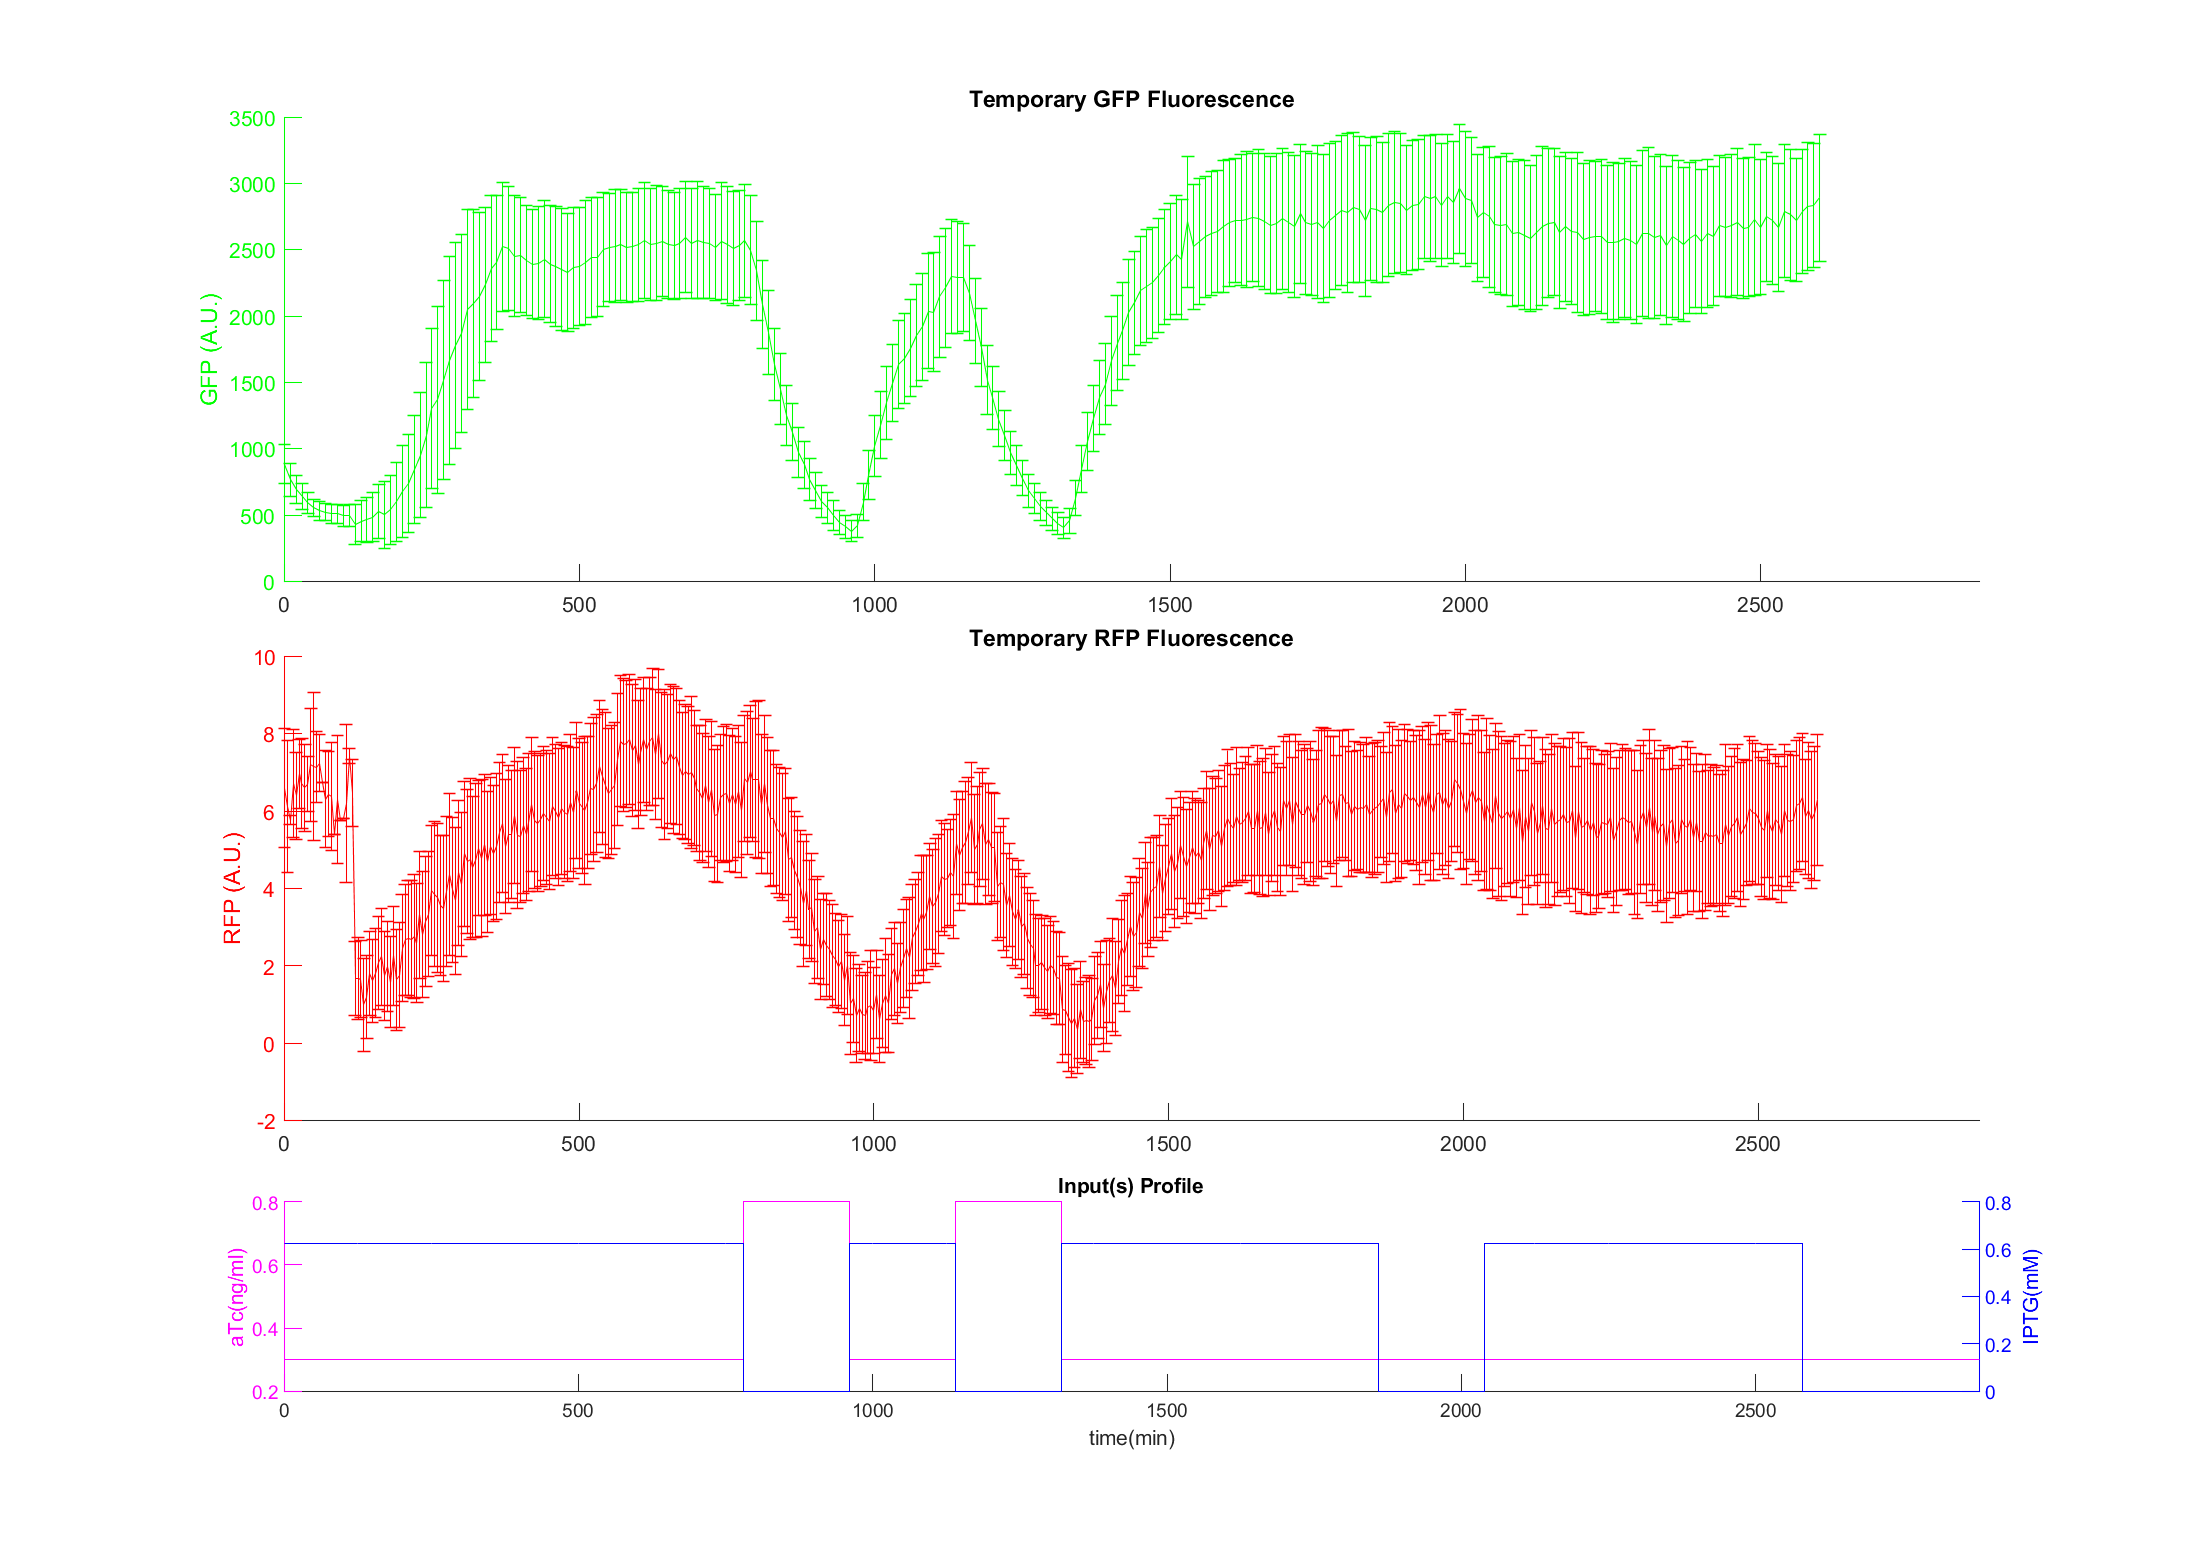 Temporary GFP Fluorescence
3500
3000
2500
2000
1500
1000
500
0
GFP (A.U.)
0 500 1000 1500 2000 2500
Temporary RFP Fluorescence
10
8
6
4
2
0
-2
RFP (A.U.)
0 500 1000 1500 2000 2500
Input(s) Profile
0.8
0.6
0.4
0.2
aTc(ng/ml)
0.8
0.6
0.4
0.2
0
IPTG(mM)
0 500 1000 1500 2000 2500
time(min)